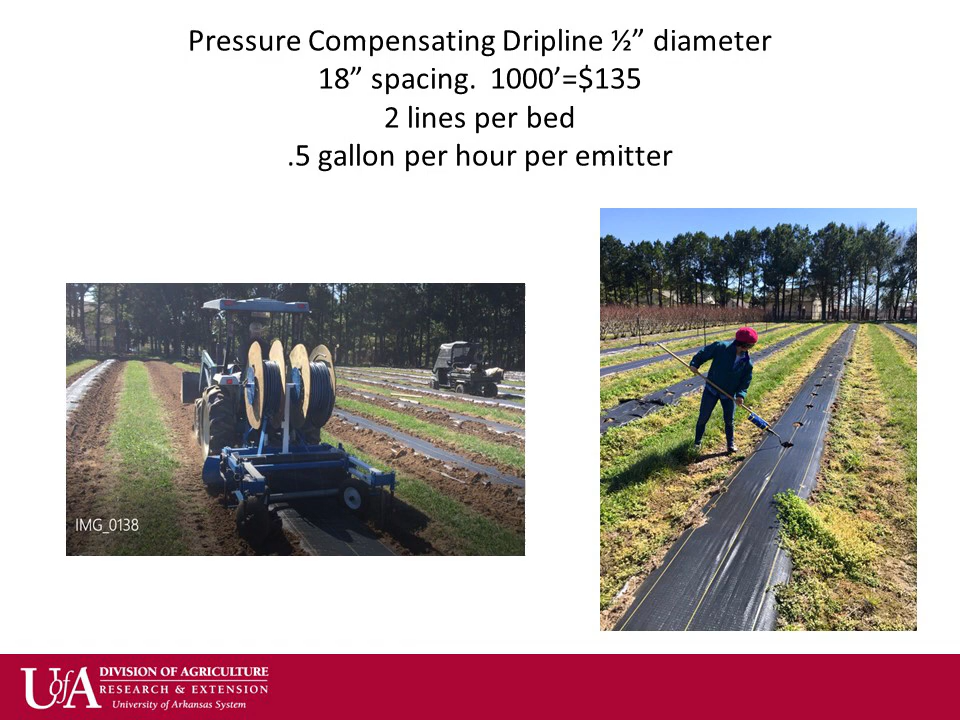 Pressure Compensating Dripline ½” diameter
18” spacing.  1000’=$135
2 lines per bed
.5 gallon per hour per emitter
IMG_0138
UofA
DIVISION OF AGRICULTURE
RESEARCH & EXTENSION
University of Arkansas System